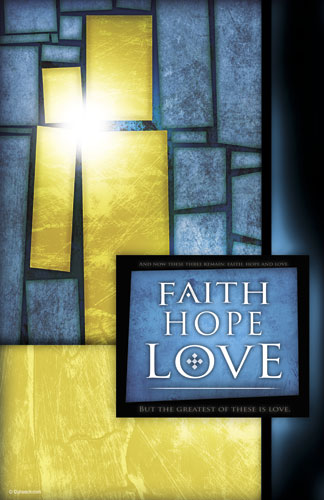 AND NOW THESE THREE REMAIN: FAITH, HOPE AND LOVE
FAITH
HOPE
LOVE
BUT THE GREATEST OF THESE IS LOVE.